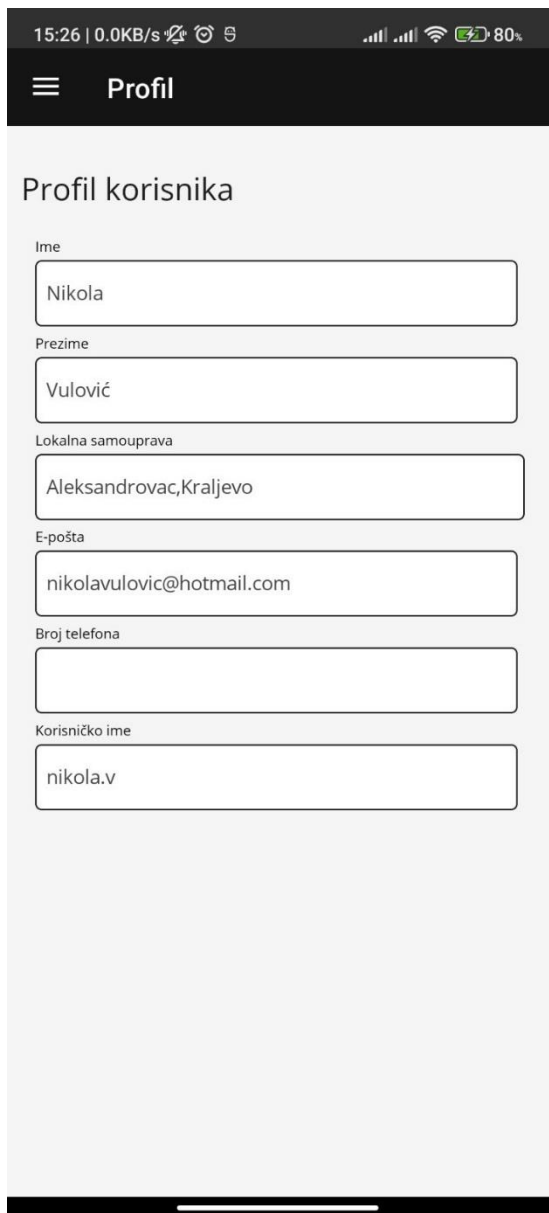 15:26 | 0.0KB/s 80%
Profil
Profil korisnika
Ime
Nikola
Prezime
Vulović
Lokalna samouprava
Aleksandrovac,Kraljevo
E-pošta
nikolavulovic@hotmail.com
Broj telefona
Korisničko ime
nikola.v